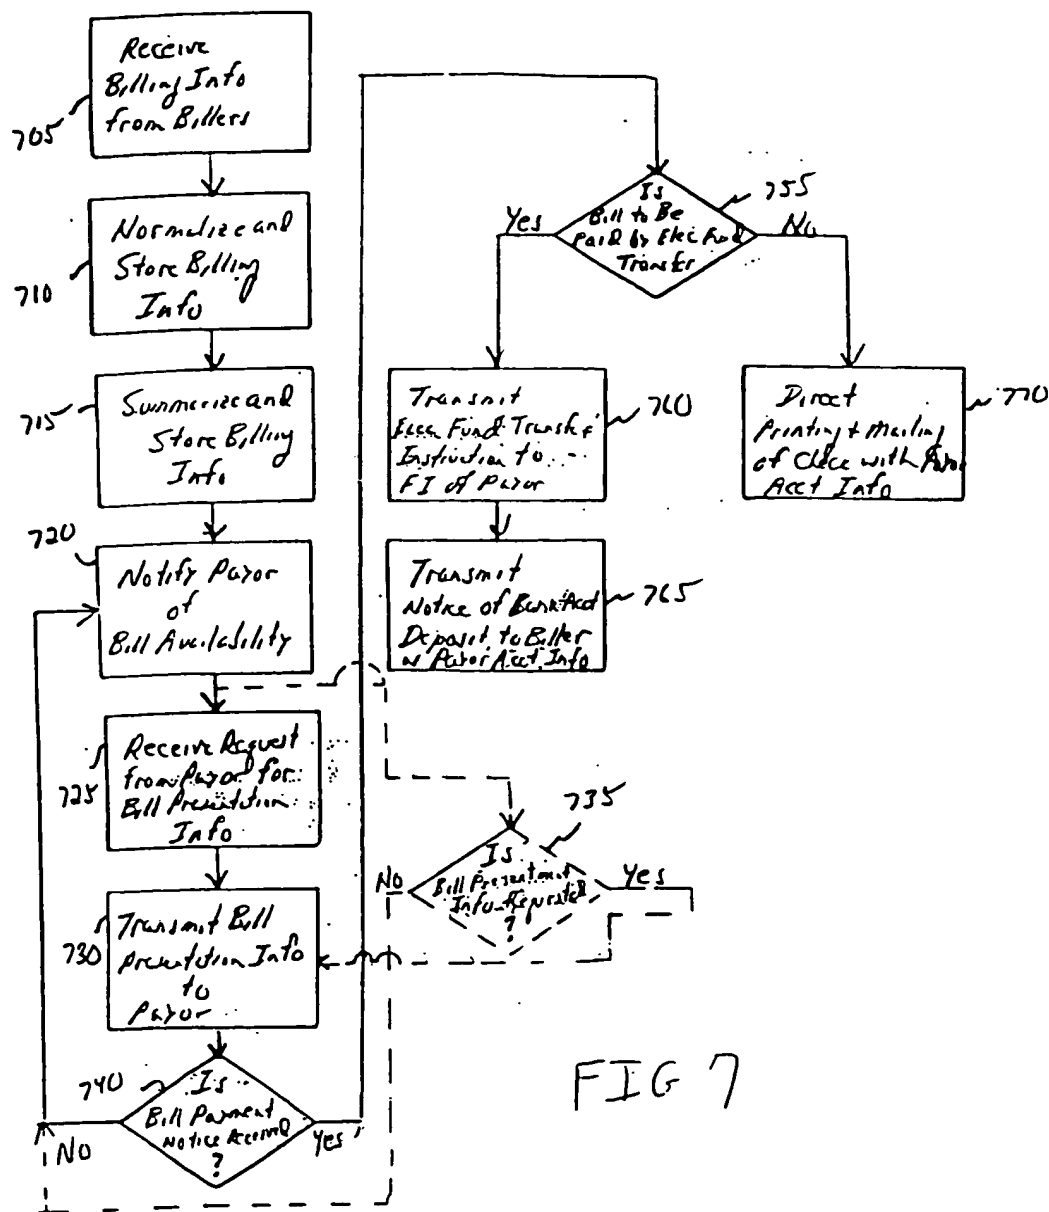 Receive
Billing Info
from Billers
705
Normalize and
Store Billing
Info
710
Summarize and
Store Billing
Info
715
720
Notify Payor
of
Bill Availability
Receive Request
from Payor for
Bill Presentation
Info
725
Transmit Bill
Presentation Info
to
Payor
730
740
Is
Bill Payment
Notice Received
?
No
Yes
755
Is
Bill to Be
Paid by Elec Fund
Transfer
Yes
No
Transmit
Elec Fund Transfer
Instruction to
FI of Payor
760
Transmit
Notice of Bank Acct
Deposit to Biller
w Payor Acct Info
765
Direct
Printing + Mailing
of Check with Payor
Acct Info
770
735
Is
Bill Presentment
Info Requested
?
No
Yes
FIG 7